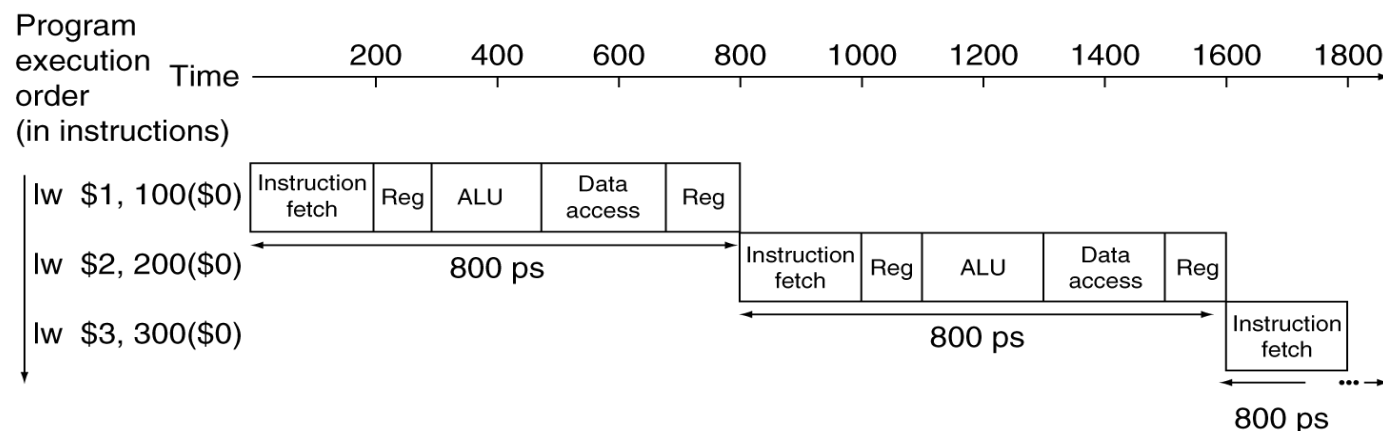 Program
execution
order
(in instructions)
Time
200 400 600 800 1000 1200 1400 1600 1800
lw $1, 100($0)
Instruction
fetch
Reg
ALU
Data
access
Reg
800 ps
lw $2, 200($0)
Instruction
fetch
Reg
ALU
Data
access
Reg
800 ps
lw $3, 300($0)
Instruction
fetch
...
800 ps